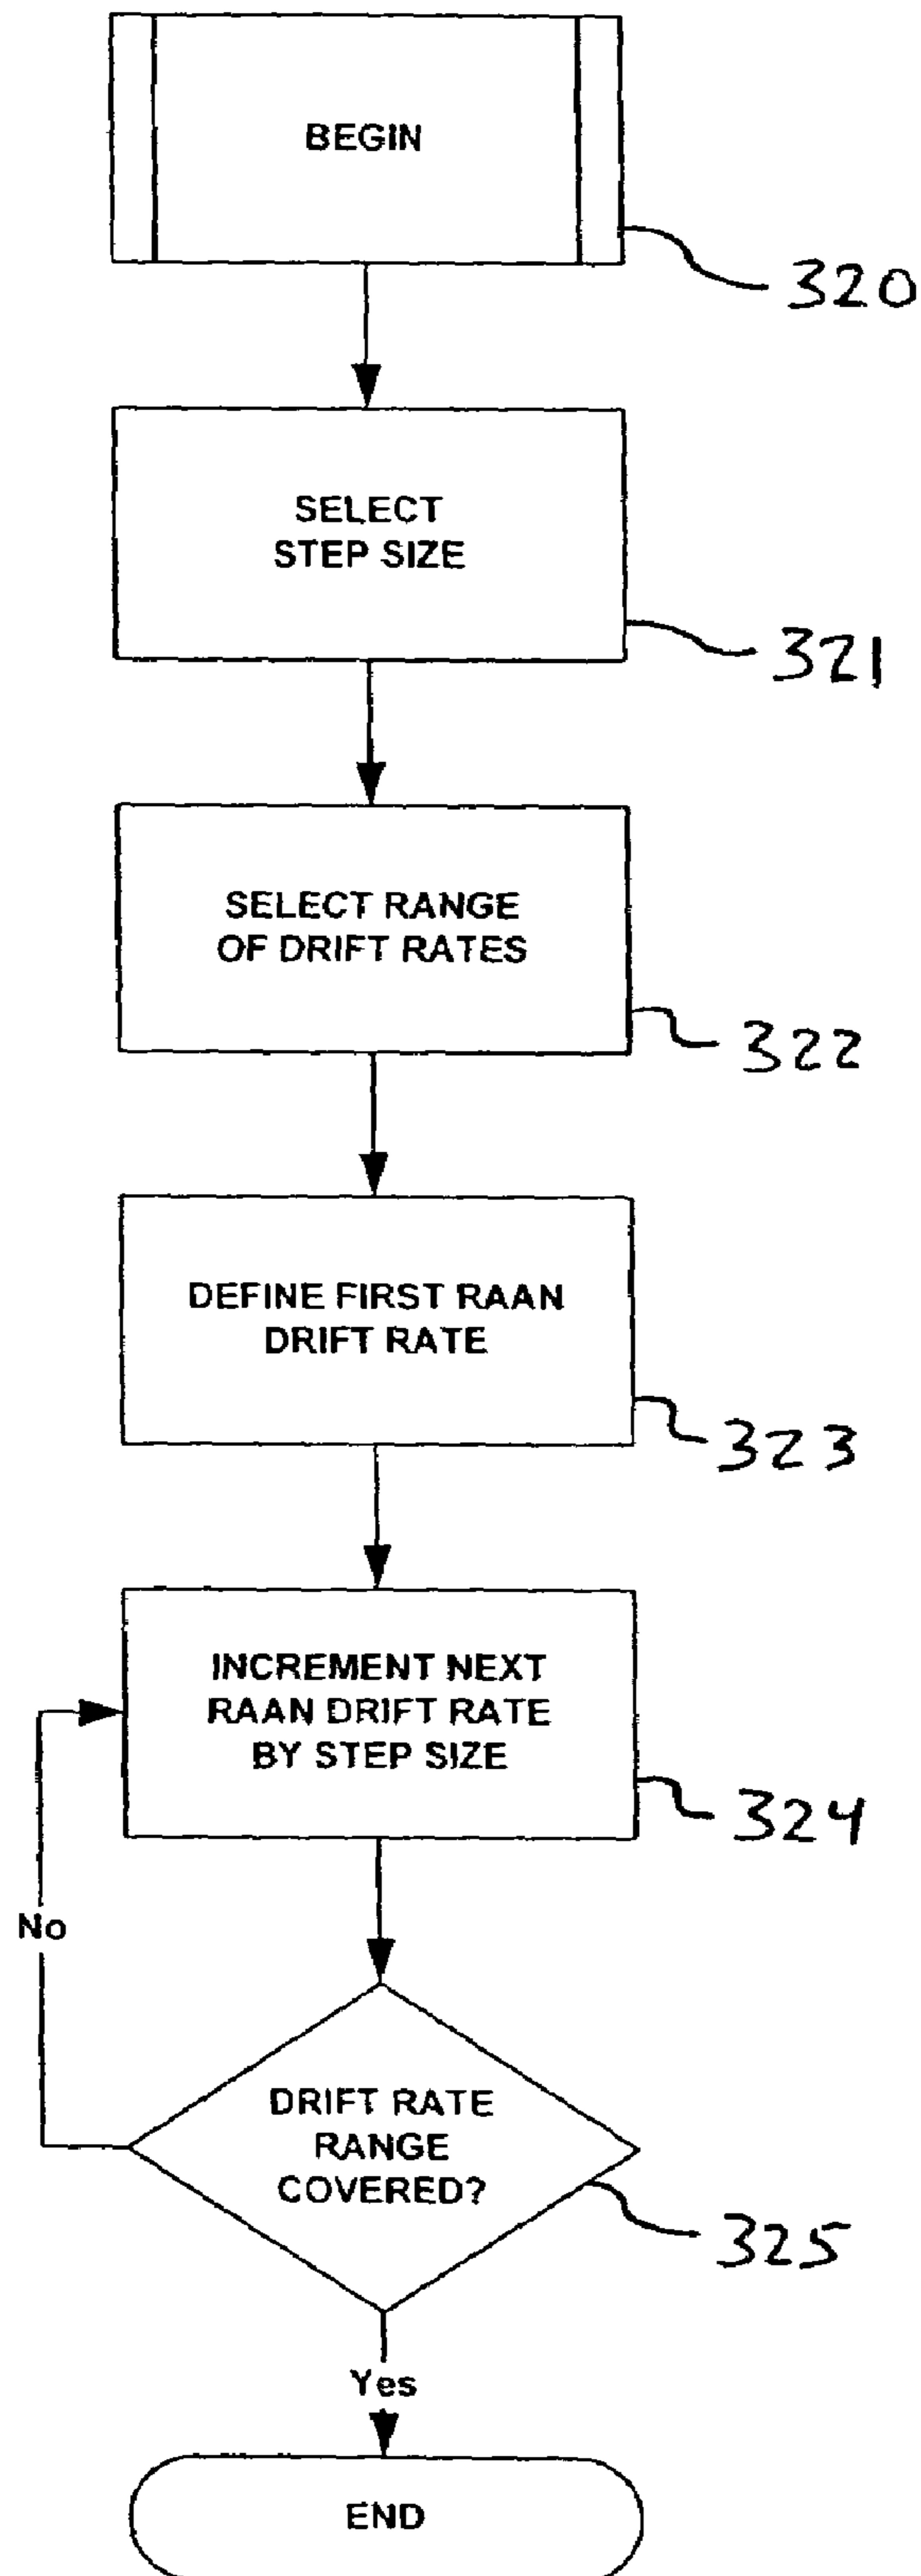 BEGIN
320
SELECT
STEP SIZE
321
SELECT RANGE
OF DRIFT RATES
322
DEFINE FIRST RAAN
DRIFT RATE
323
INCREMENT NEXT
RAAN DRIFT RATE
BY STEP SIZE
324
No
DRIFT RATE
RANGE
COVERED?
325
Yes
END